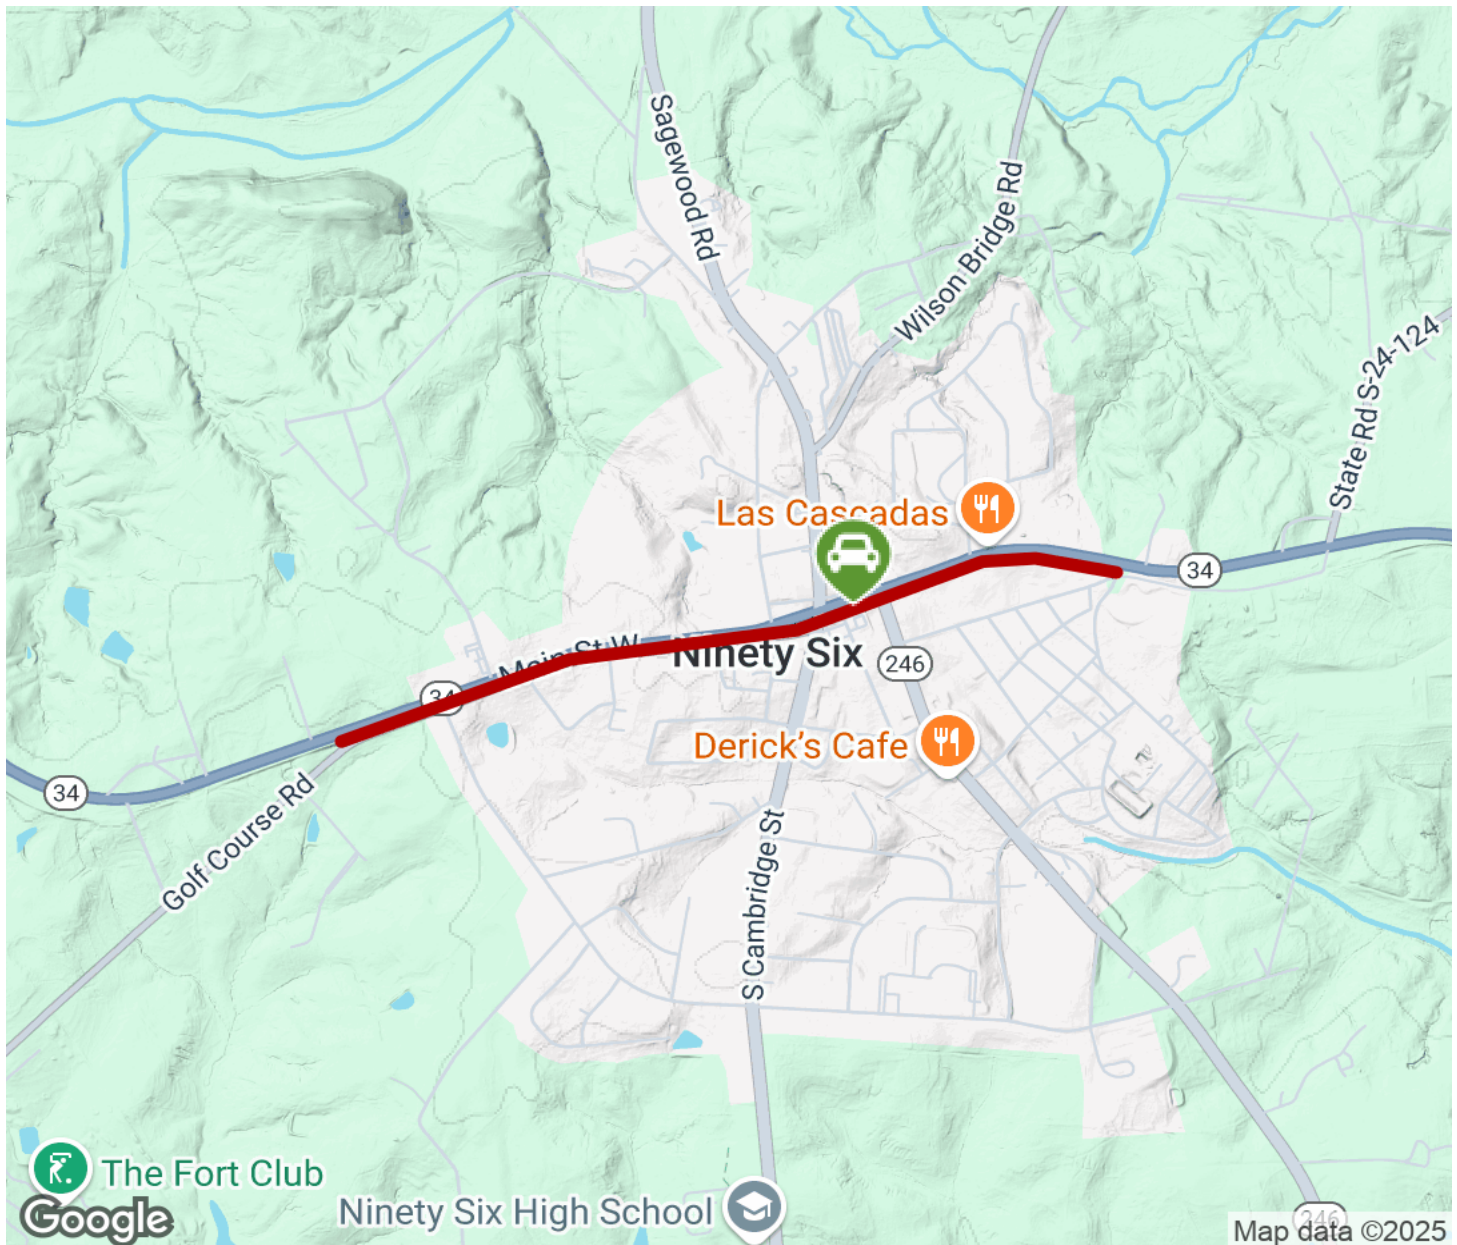 Sagewood Rd
Wilson Bridge Rd
State Rd S-24-124
Las Cascadas
34
Main St W
Ninety Six
246
34
34
Derick's Cafe
Golf Course Rd
S Cambridge St
The Fort Club
Ninety Six High School
246
Google
Map data ©2025